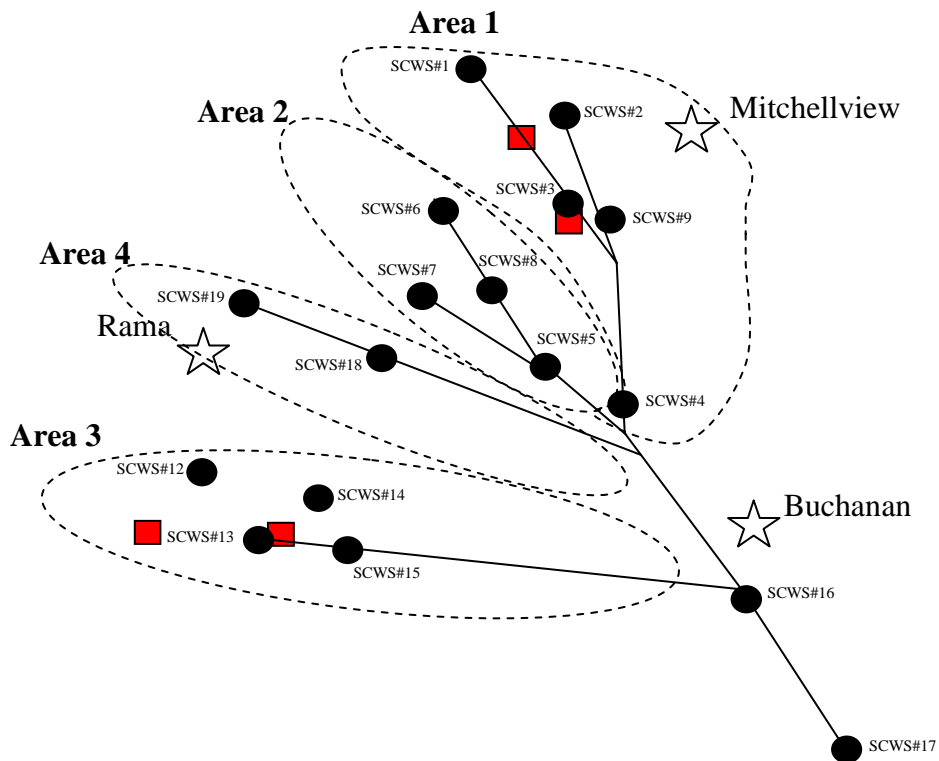 Area 1
SCWS#1
Mitchellview
Area 2
SCWS#2
SCWS#3
SCWS#6
SCWS#9
Area 4
SCWS#7
SCWS#8
SCWS#19
Rama
SCWS#5
SCWS#18
SCWS#4
Area 3
SCWS#12
SCWS#14
Buchanan
SCWS#13
SCWS#15
SCWS#16
SCWS#17